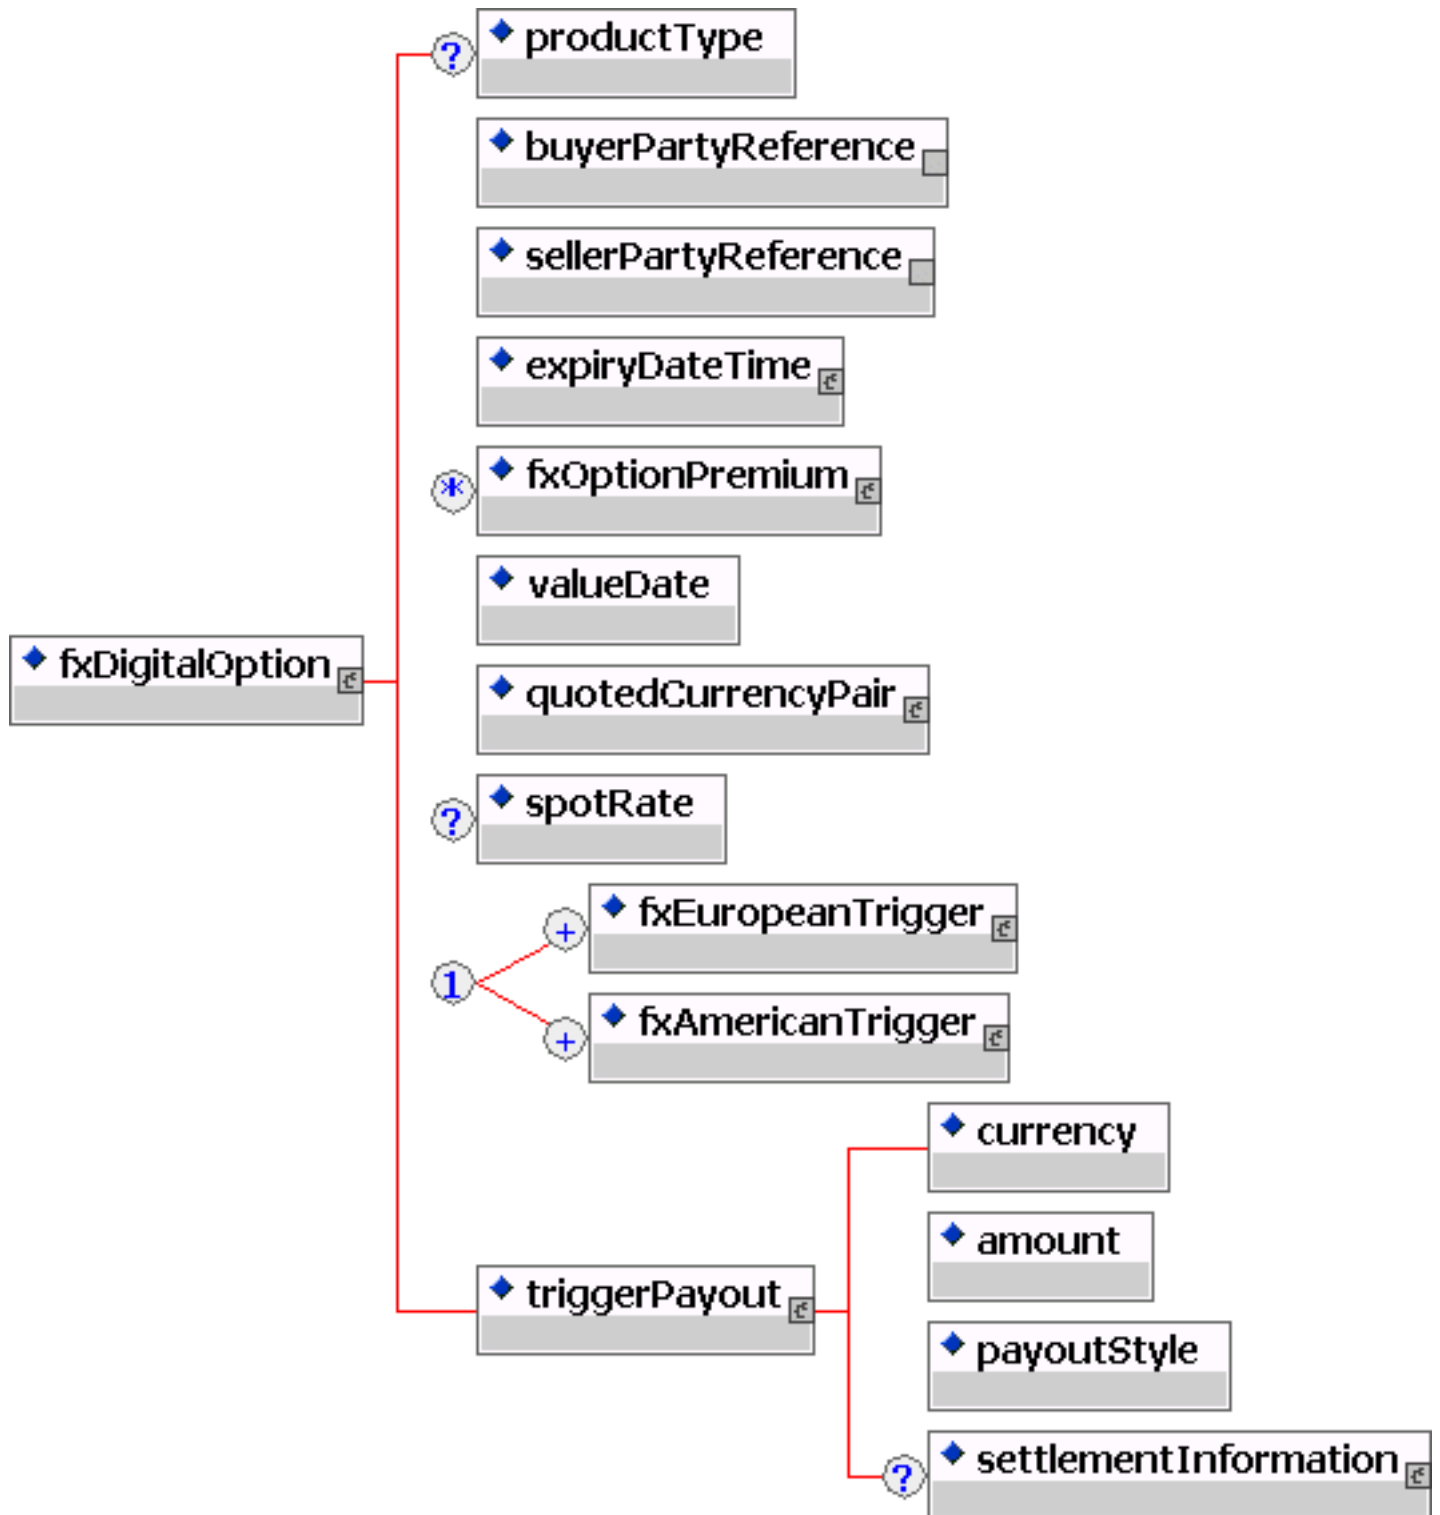 ? productType
buyerPartyReference
sellerPartyReference
expiryDateTime
* fxOptionPremium
valueDate
fxDigitalOption
quotedCurrencyPair
? spotRate
+ fxEuropeanTrigger
1
+ fxAmericanTrigger
currency
amount
triggerPayout
payoutStyle
? settlementInformation